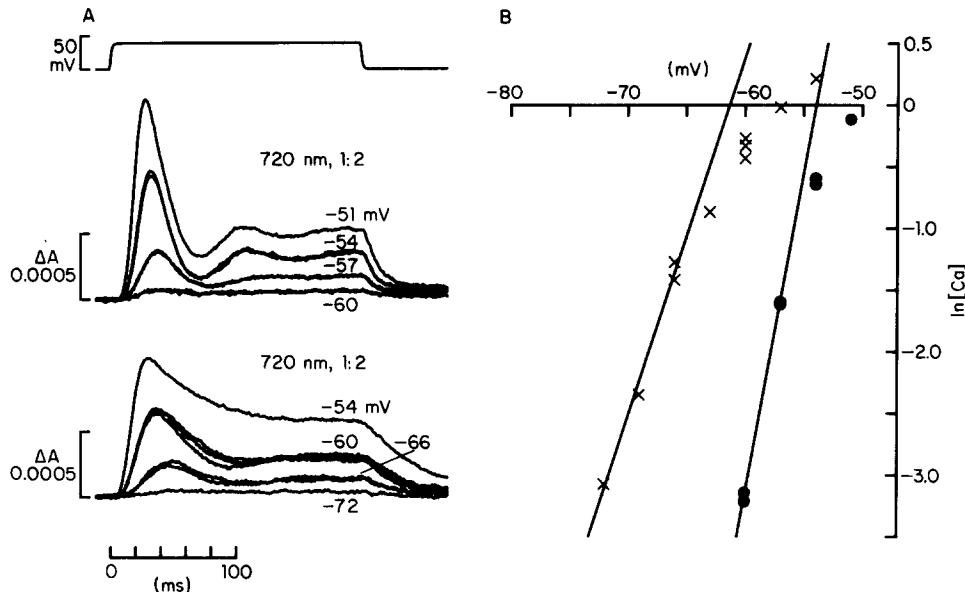 A
50
mV
720 nm, 1:2
−51 mV
−54
−57
−60
ΔA
0.0005
720 nm, 1:2
−54 mV
−60
−66
−72
ΔA
0.0005
0
100
(ms)
B
(mV)
−80
−70
−60
−50
0.5
0
−1.0
−2.0
−3.0
ln[Ca]